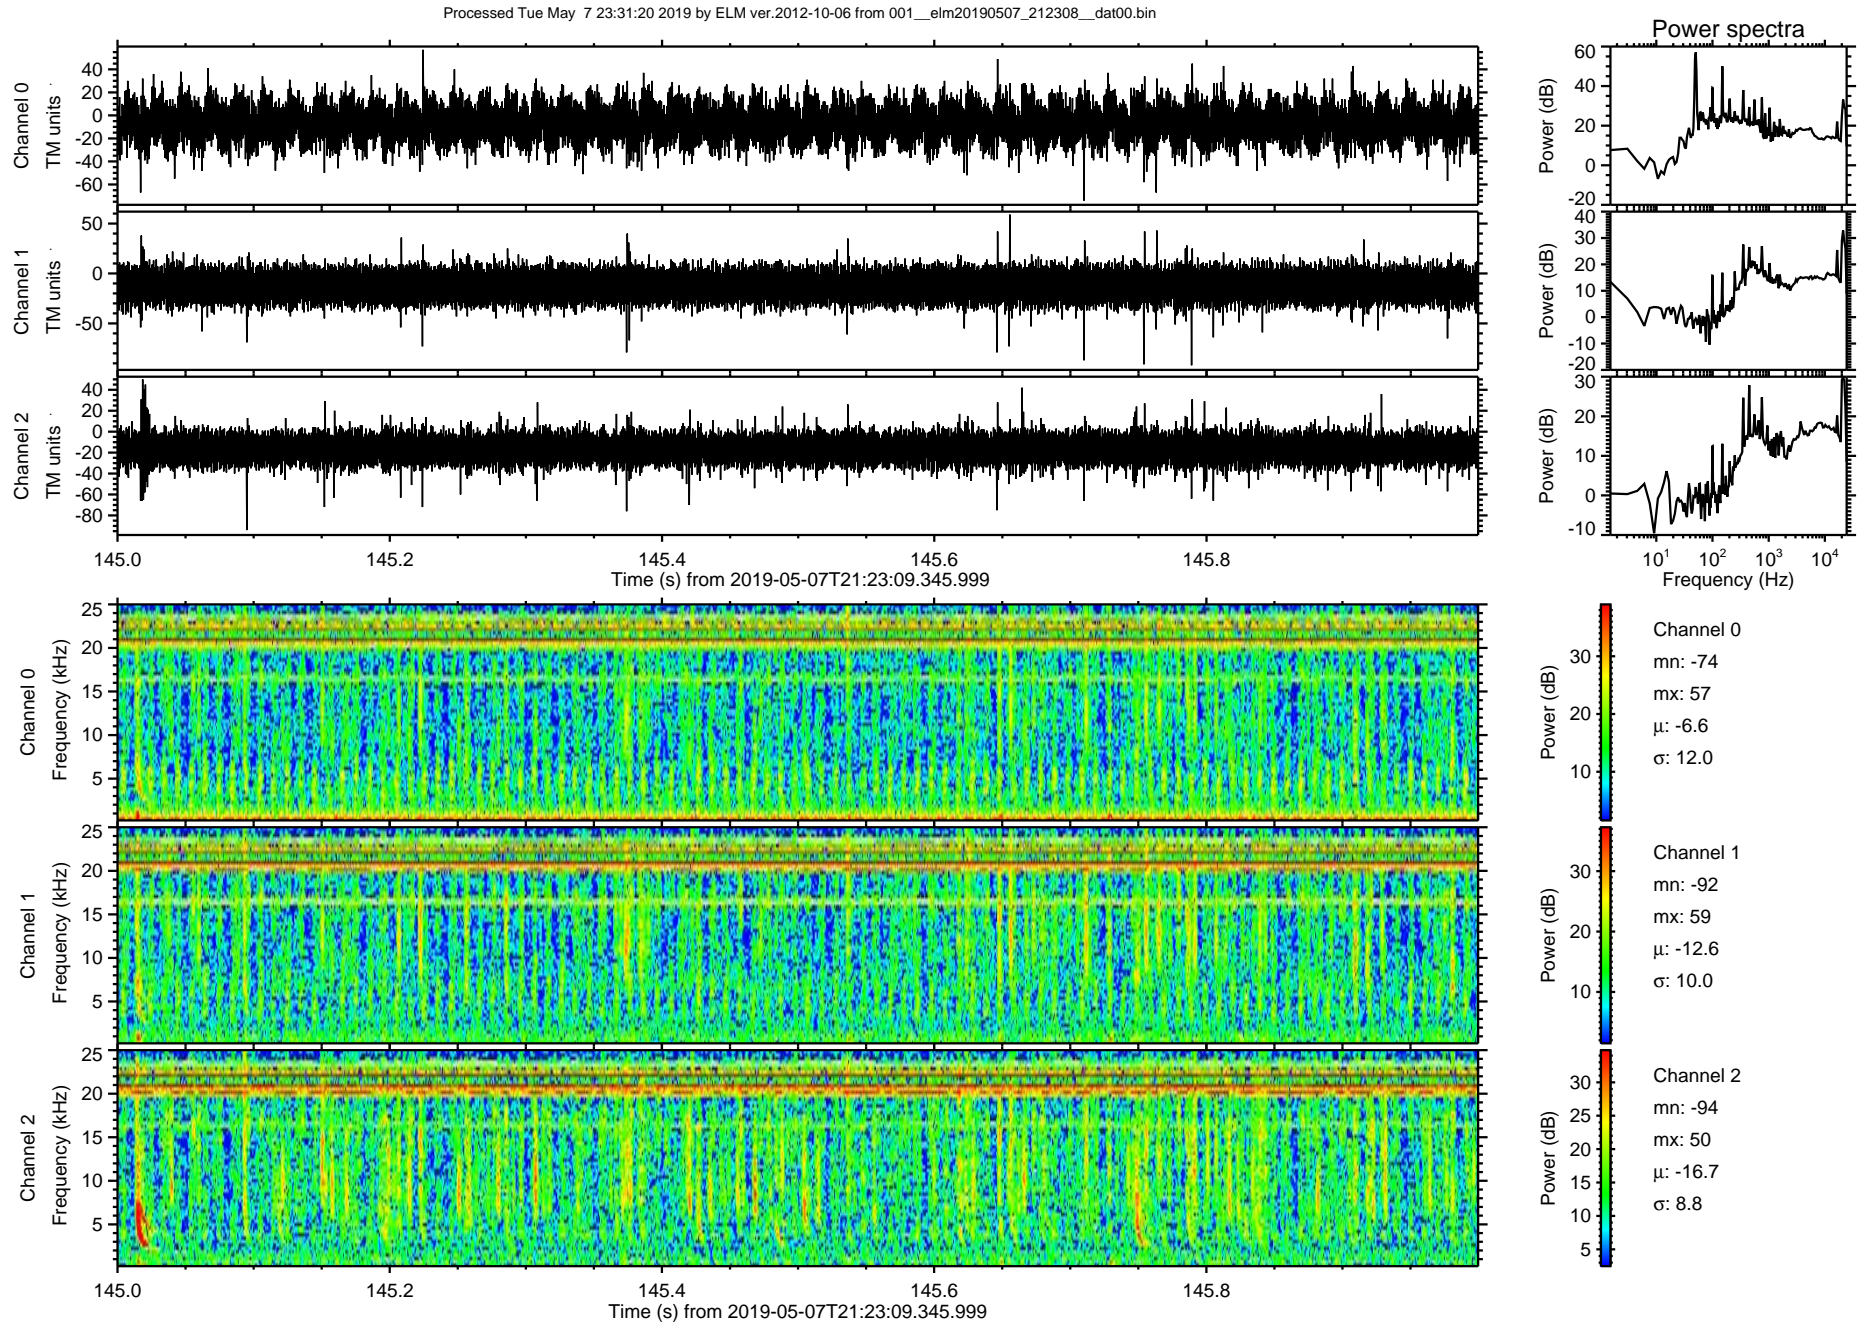 Processed Tue May 7 23:31:20 2019 by ELM ver.2012-10-06 from 001__elm20190507_212308__dat00.bin
Power spectra
Channel 0
TM units
40
20
0
-20
-40
-60
Power (dB)
60
40
20
0
-20
Channel 1
TM units
50
0
-50
Power (dB)
40
30
20
10
0
-10
-20
Channel 2
TM units
40
20
0
-20
-40
-60
-80
Power (dB)
30
20
10
0
-10
145.0 145.2 145.4 145.6 145.8
Time (s) from 2019-05-07T21:23:09.345.999
10^1 10^2 10^3 10^4
Frequency (Hz)
Channel 0
Frequency (kHz)
25
20
15
10
5
Power (dB)
30
20
10
Channel 0
mn: -74
mx: 57
μ: -6.6
σ: 12.0
Channel 1
Frequency (kHz)
25
20
15
10
5
Power (dB)
30
20
10
Channel 1
mn: -92
mx: 59
μ: -12.6
σ: 10.0
Channel 2
Frequency (kHz)
25
20
15
10
5
Power (dB)
30
25
20
15
10
5
Channel 2
mn: -94
mx: 50
μ: -16.7
σ: 8.8
145.0 145.2 145.4 145.6 145.8
Time (s) from 2019-05-07T21:23:09.345.999